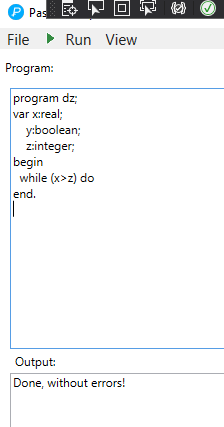 Pas
File Run View
Program:
program dz;
var x:real;
    y:boolean;
    z:integer;
begin
  while (x>z) do
end.
Output:
Done, without errors!